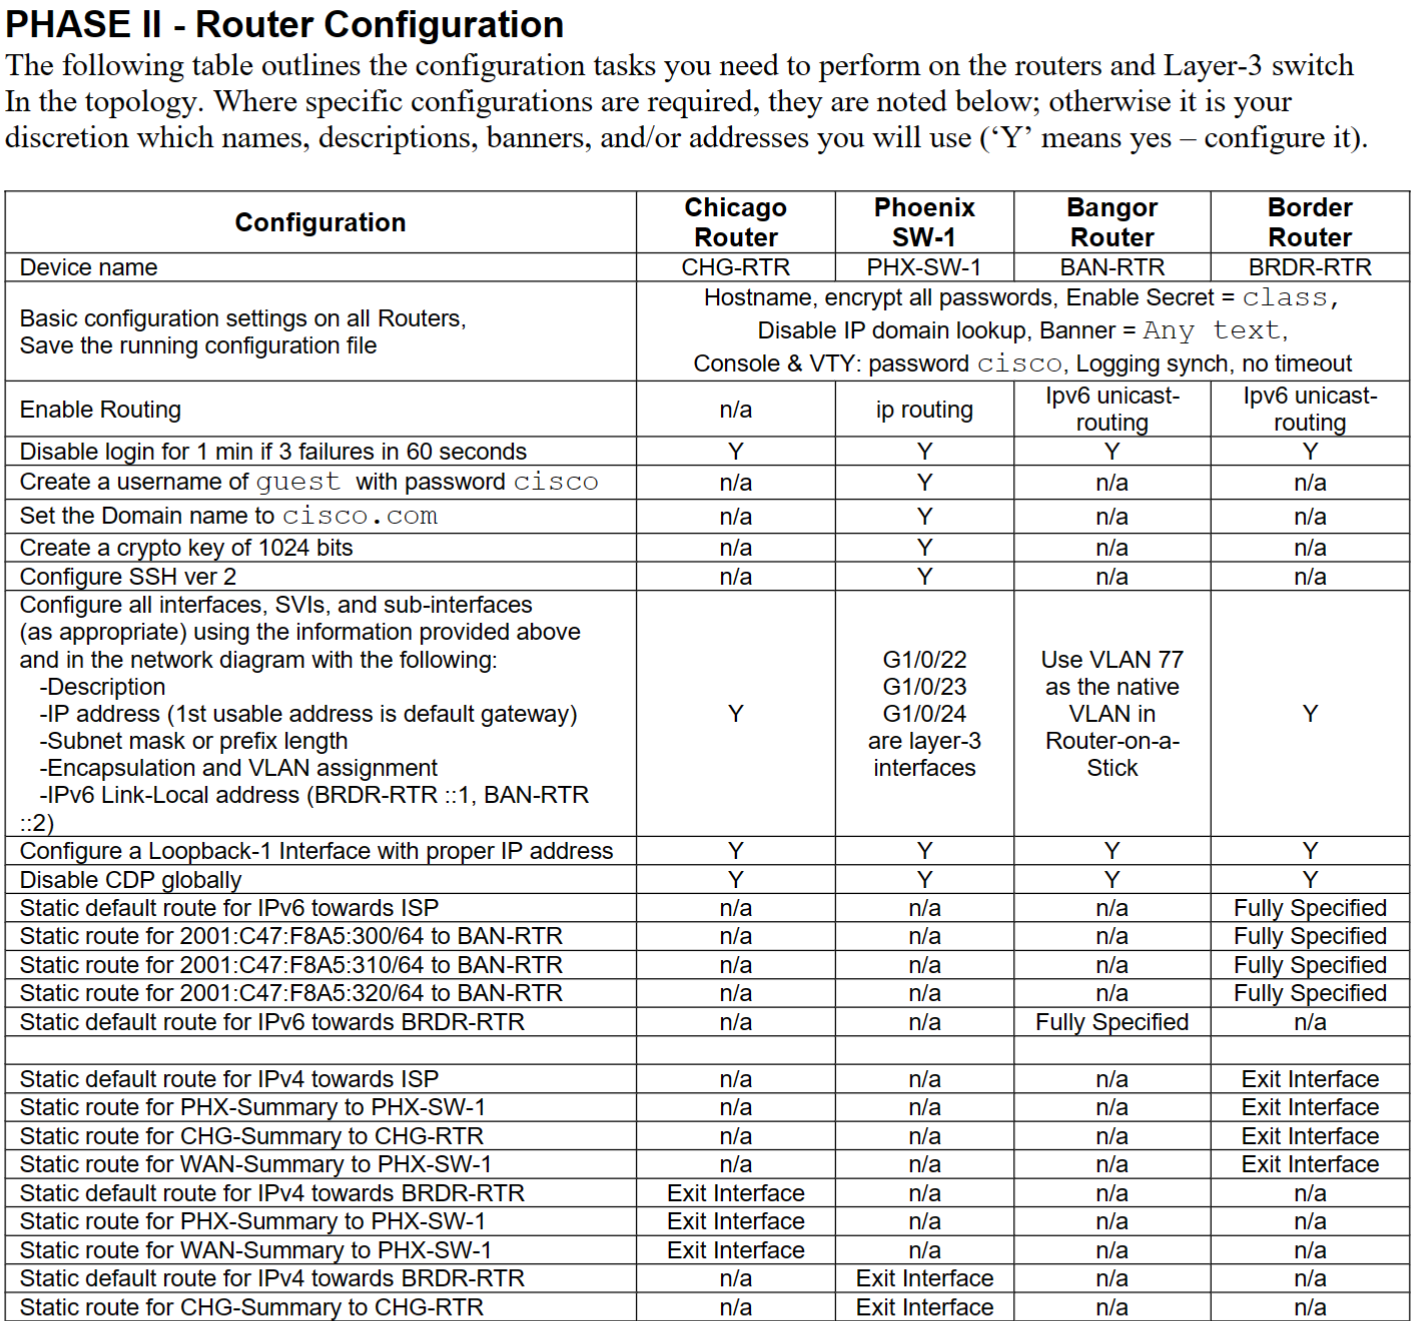 PHASE II - Router Configuration
The following table outlines the configuration tasks you need to perform on the routers and Layer-3 switch
In the topology. Where specific configurations are required, they are noted below; otherwise it is your
discretion which names, descriptions, banners, and/or addresses you will use (‘Y’ means yes – configure it).
Configuration Chicago Router Phoenix SW-1 Bangor Router Border Router
Device name CHG-RTR PHX-SW-1 BAN-RTR BRDR-RTR
Basic configuration settings on all Routers,
Save the running configuration file
Hostname, encrypt all passwords, Enable Secret = class,
Disable IP domain lookup, Banner = Any text,
Console & VTY: password cisco, Logging synch, no timeout
Enable Routing n/a ip routing Ipv6 unicast-routing Ipv6 unicast-routing
Disable login for 1 min if 3 failures in 60 seconds Y Y Y Y
Create a username of guest with password cisco n/a Y n/a n/a
Set the Domain name to cisco.com n/a Y n/a n/a
Create a crypto key of 1024 bits n/a Y n/a n/a
Configure SSH ver 2 n/a Y n/a n/a
Configure all interfaces, SVIs, and sub-interfaces
(as appropriate) using the information provided above
and in the network diagram with the following:
-Description
-IP address (1st usable address is default gateway)
-Subnet mask or prefix length
-Encapsulation and VLAN assignment
-IPv6 Link-Local address (BRDR-RTR ::1, BAN-RTR
::2)
Y
G1/0/22
G1/0/23
G1/0/24
are layer-3
interfaces
Use VLAN 77
as the native
VLAN in
Router-on-a-
Stick
Y
Configure a Loopback-1 Interface with proper IP address Y Y Y Y
Disable CDP globally Y Y Y Y
Static default route for IPv6 towards ISP n/a n/a n/a Fully Specified
Static route for 2001:C47:F8A5:300/64 to BAN-RTR n/a n/a n/a Fully Specified
Static route for 2001:C47:F8A5:310/64 to BAN-RTR n/a n/a n/a Fully Specified
Static route for 2001:C47:F8A5:320/64 to BAN-RTR n/a n/a n/a Fully Specified
Static default route for IPv6 towards BRDR-RTR n/a n/a Fully Specified n/a
Static default route for IPv4 towards ISP n/a n/a n/a Exit Interface
Static route for PHX-Summary to PHX-SW-1 n/a n/a n/a Exit Interface
Static route for CHG-Summary to CHG-RTR n/a n/a n/a Exit Interface
Static route for WAN-Summary to PHX-SW-1 n/a n/a n/a Exit Interface
Static default route for IPv4 towards BRDR-RTR Exit Interface n/a n/a n/a
Static route for PHX-Summary to PHX-SW-1 Exit Interface n/a n/a n/a
Static route for WAN-Summary to PHX-SW-1 Exit Interface n/a n/a n/a
Static default route for IPv4 towards BRDR-RTR n/a Exit Interface n/a n/a
Static route for CHG-Summary to CHG-RTR n/a Exit Interface n/a n/a